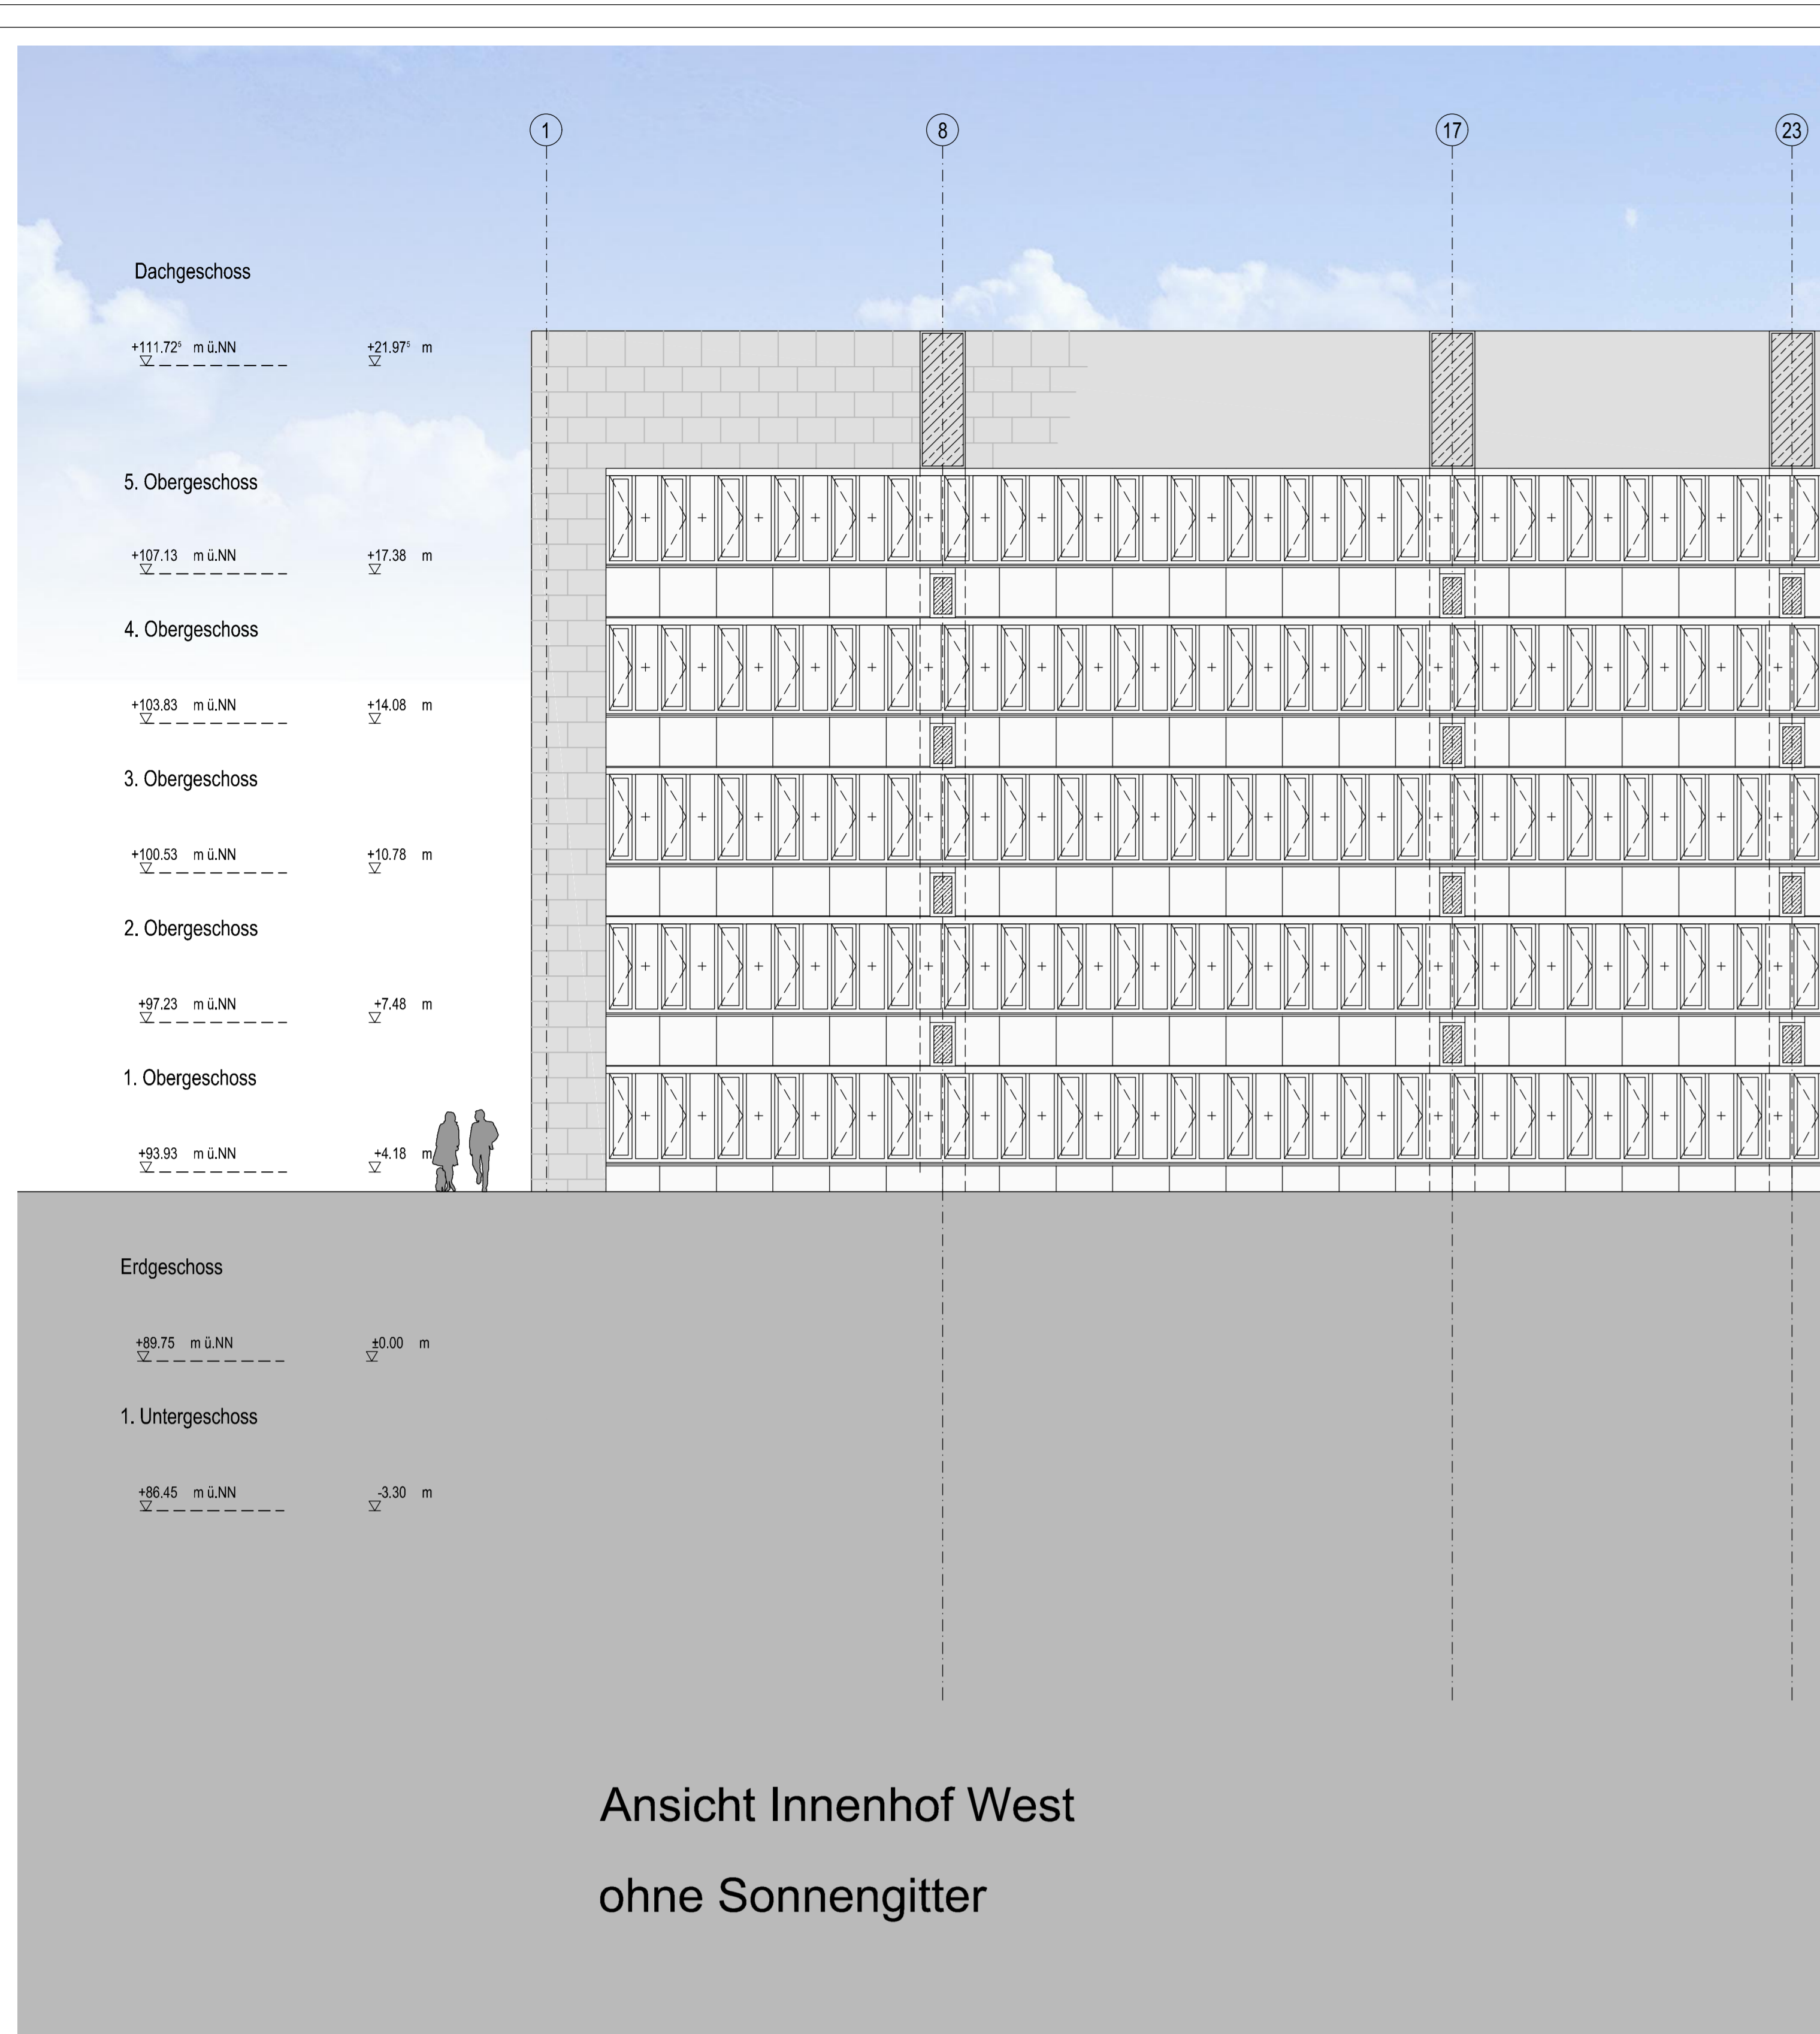 1 8 17 23
Dachgeschoss
+111.72⁵ m ü.NN +21.97⁵ m
5. Obergeschoss
+107.13 m ü.NN +17.38 m
4. Obergeschoss
+103.83 m ü.NN +14.08 m
3. Obergeschoss
+100.53 m ü.NN +10.78 m
2. Obergeschoss
+97.23 m ü.NN +7.48 m
1. Obergeschoss
+93.93 m ü.NN +4.18 m
Erdgeschoss
+89.75 m ü.NN ±0.00 m
1. Untergeschoss
+86.45 m ü.NN -3.30 m
Ansicht Innenhof West
ohne Sonnengitter